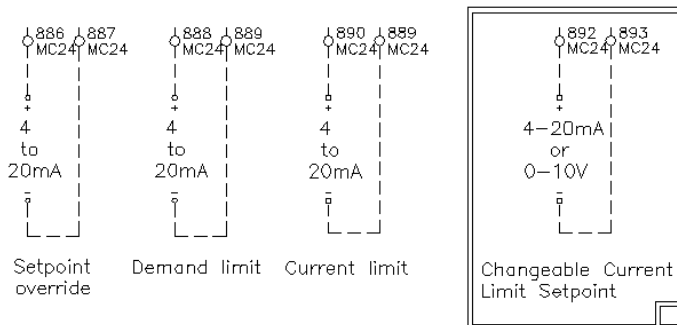 886 887 888 889 890 889 892 893
MC24 MC24 MC24 MC24 MC24 MC24 MC24 MC24
+ + + +
4 4 4 4-20mA
to to to or
20mA 20mA 20mA 0-10V
- - - -
Setpoint Demand limit Current limit Changeable Current
override Limit Setpoint